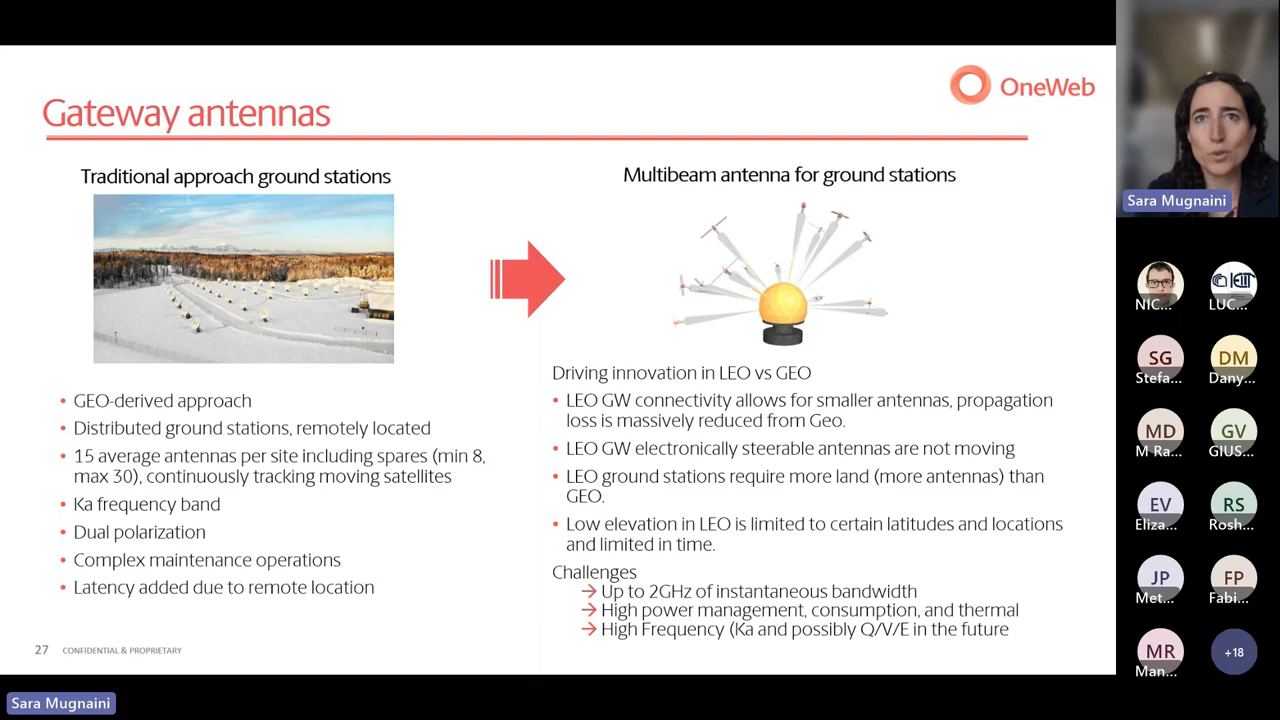 OneWeb
Gateway antennas
Traditional approach ground stations
• GEO-derived approach
• Distributed ground stations, remotely located
• 15 average antennas per site including spares (min 8,
max 30), continuously tracking moving satellites
• Ka frequency band
• Dual polarization
• Complex maintenance operations
• Latency added due to remote location
Multibeam antenna for ground stations
Driving innovation in LEO vs GEO
• LEO GW connectivity allows for smaller antennas, propagation
loss is massively reduced from Geo.
• LEO GW electronically steerable antennas are not moving
• LEO ground stations require more land (more antennas) than
GEO.
• Low elevation in LEO is limited to certain latitudes and locations
and limited in time.
Challenges
→ Up to 2GHz of instantaneous bandwidth
→ High power management, consumption, and thermal
→ High Frequency (Ka and possibly Q/V/E in the future
27 CONFIDENTIAL & PROPRIETARY
Sara Mugnaini
Sara Mugnaini
NIC...
LUC...
SG
Stefa...
DM
Dany...
MD
M Ra...
GV
GIUS...
EV
Eliza...
RS
Rosh...
JP
Met...
FP
Fabi...
MR
Man...
+18